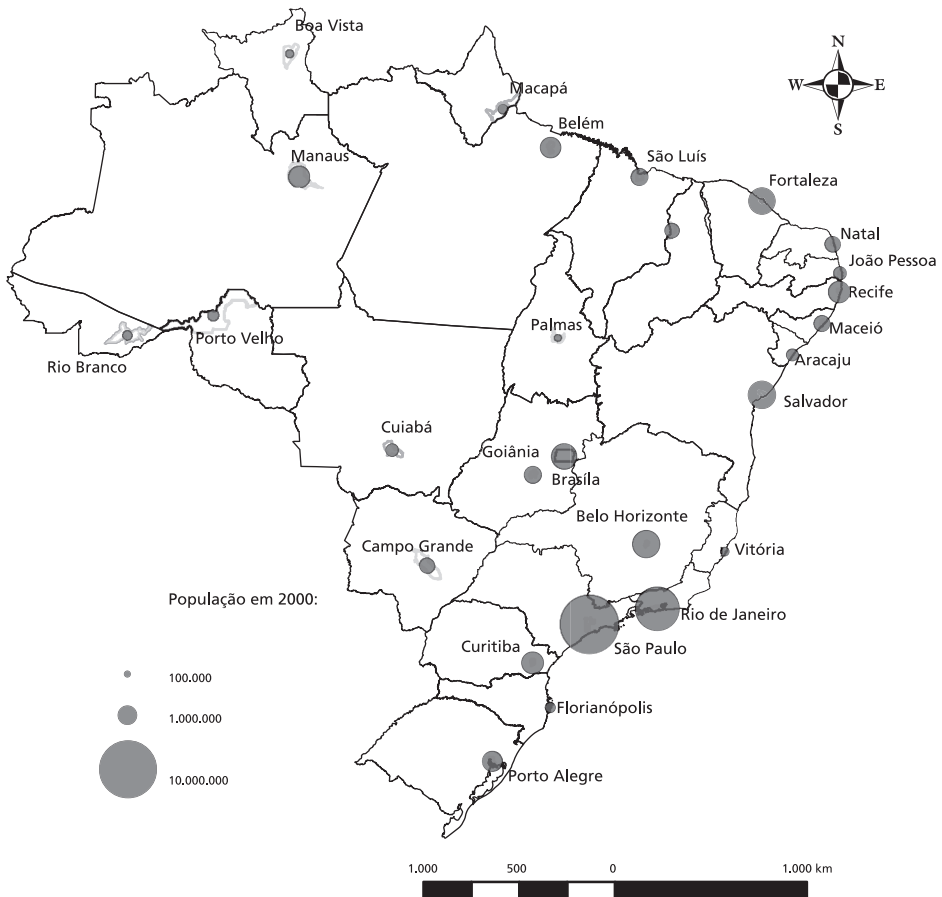 Boa Vista
N
W
E
S
Macapá
Belém
Manaus
São Luís
Fortaleza
Natal
João Pessoa
Recife
Porto Velho
Palmas
Maceió
Rio Branco
Aracaju
Salvador
Cuiabá
Goiânia
Brasíla
Belo Horizonte
Campo Grande
Vitória
População em 2000:
Rio de Janeiro
Curitiba
São Paulo
100.000
Florianópolis
1.000.000
10.000.000
Porto Alegre
1.000
500
0
1.000 km